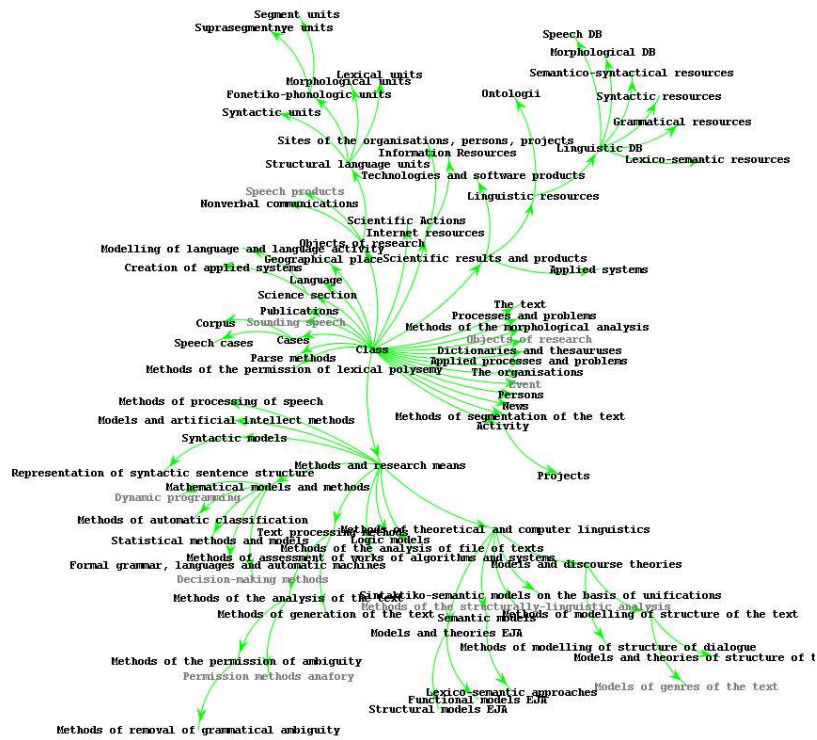 Segment units
Suprasegmentnye units
Speech DB
Morphological DB
Lexical units
Morphological units
Semantico-syntactical resources
Fonetiko-phonologic units
Ontologii
Syntactic resources
Syntactic units
Grammatical resources
Sites of the organisations, persons, projects
Linguistic DB
Information Resources
Lexico-semantic resources
Structural language units
Technologies and software products
Speech products
Linguistic resources
Nonverbal communications
Scientific Actions
Internet resources
Objects of research
Modelling of language and language activity
Geographical place
Scientific results and products
Creation of applied systems
Applied systems
Language
Science section
The text
Publications
Processes and problems
Corpus
Sounding speech
Methods of the morphological analysis
Speech cases
Cases
Objects of research
Class
Dictionaries and thesauruses
Parse methods
Applied processes and problems
Methods of the permission of lexical polysemy
The organisations
Event
Persons
Methods of processing of speech
News
Models and artificial intellect methods
Methods of segmentation of the text
Activity
Syntactic models
Representation of syntactic sentence structure
Methods and research means
Projects
Mathematical models and methods
Dynamic programming
Methods of automatic classification
Text processing methods
Methods of theoretical and computer linguistics
Statistical methods and models
Logic models
Methods of the analysis of file of texts
Methods of assessment of works of algorithms and systems
Formal grammar, languages and automatic machines
Models and discourse theories
Decision-making methods
Methods of the analysis of the text
Sintaktiko-semantic models on the basis of unifications
Methods of the structurally-linguistic analysis
Methods of generation of the text
Semantic models
Methods of modelling of structure of the text
Models and theories EJA
Methods of modelling of structure of dialogue
Methods of the permission of ambiguity
Models and theories of structure of t
Permission methods anafory
Models of genres of the text
Lexico-semantic approaches
Functional models EJA
Structural models EJA
Methods of removal of grammatical ambiguity